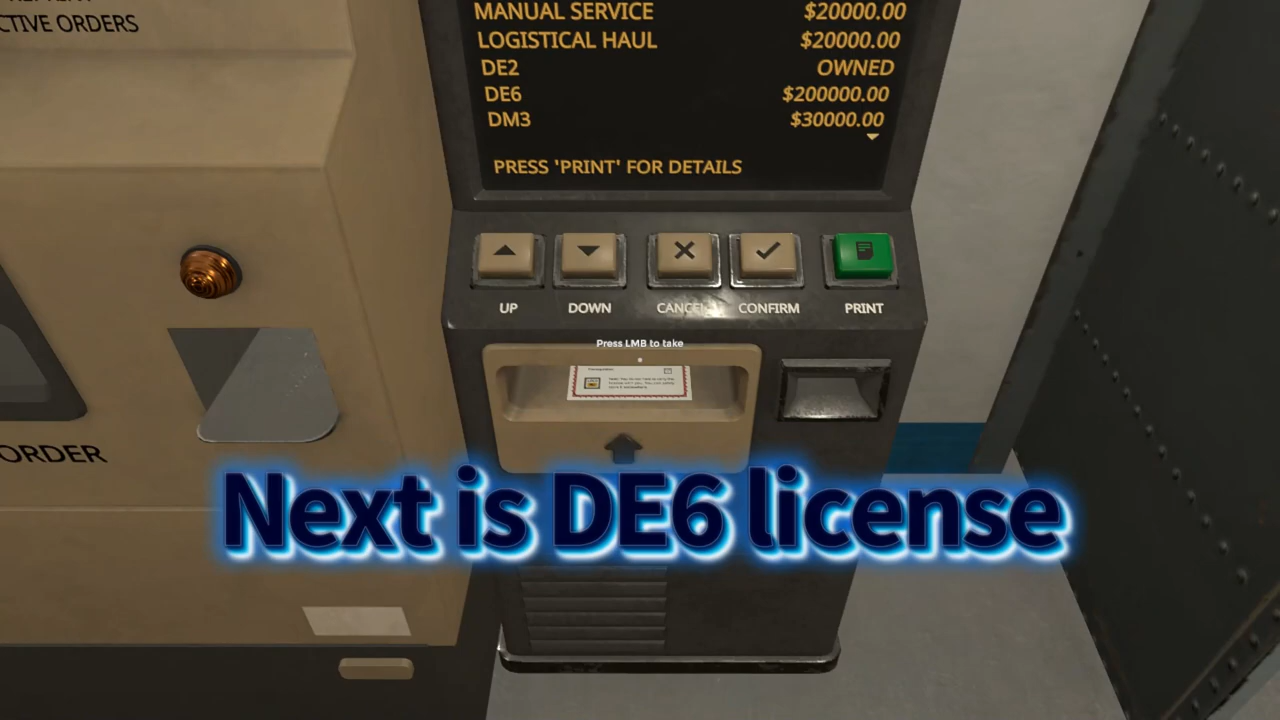 CTIVE ORDERS
MANUAL SERVICE $20000.00
LOGISTICAL HAUL $20000.00
DE2 OWNED
DE6 $200000.00
DM3 $30000.00
PRESS 'PRINT' FOR DETAILS
UP DOWN CANCEL CONFIRM PRINT
Press LMB to take
ORDER
Next is DE6 license